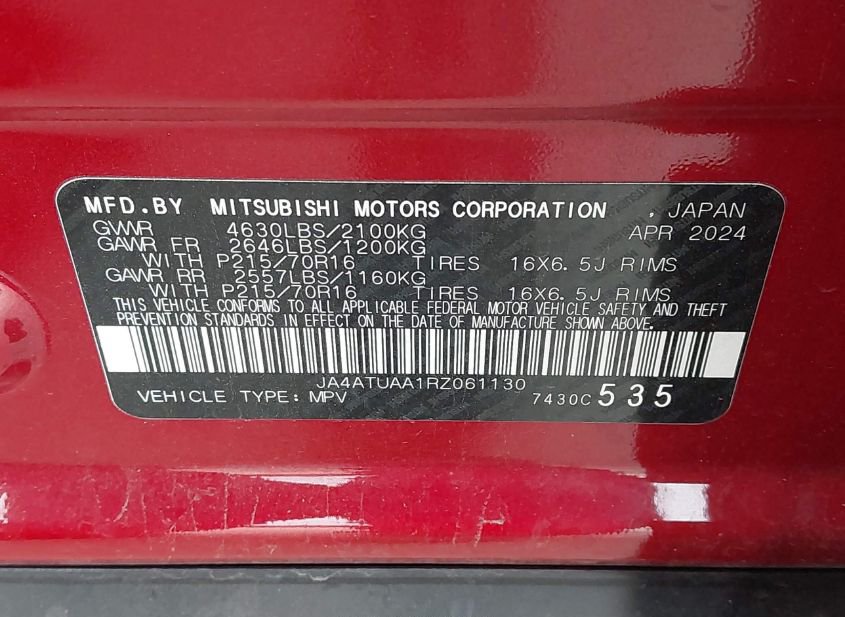 MFD.BY MITSUBISHI MOTORS CORPORATION , JAPAN
GVWR 4630LBS/2100KG APR 2024
GAWR FR 2646LBS/1200KG
WITH P215/70R16 TIRES 16X6.5J RIMS
GAWR RR 2557LBS/1160KG
WITH P215/70R16 TIRES 16X6.5J RIMS
THIS VEHICLE CONFORMS TO ALL APPLICABLE FEDERAL MOTOR VEHICLE SAFETY AND THEFT
PREVENTION STANDARDS IN EFFECT ON THE DATE OF MANUFACTURE SHOWN ABOVE.
JA4ATUAA1RZ061130
VEHICLE TYPE: MPV 7430C 535